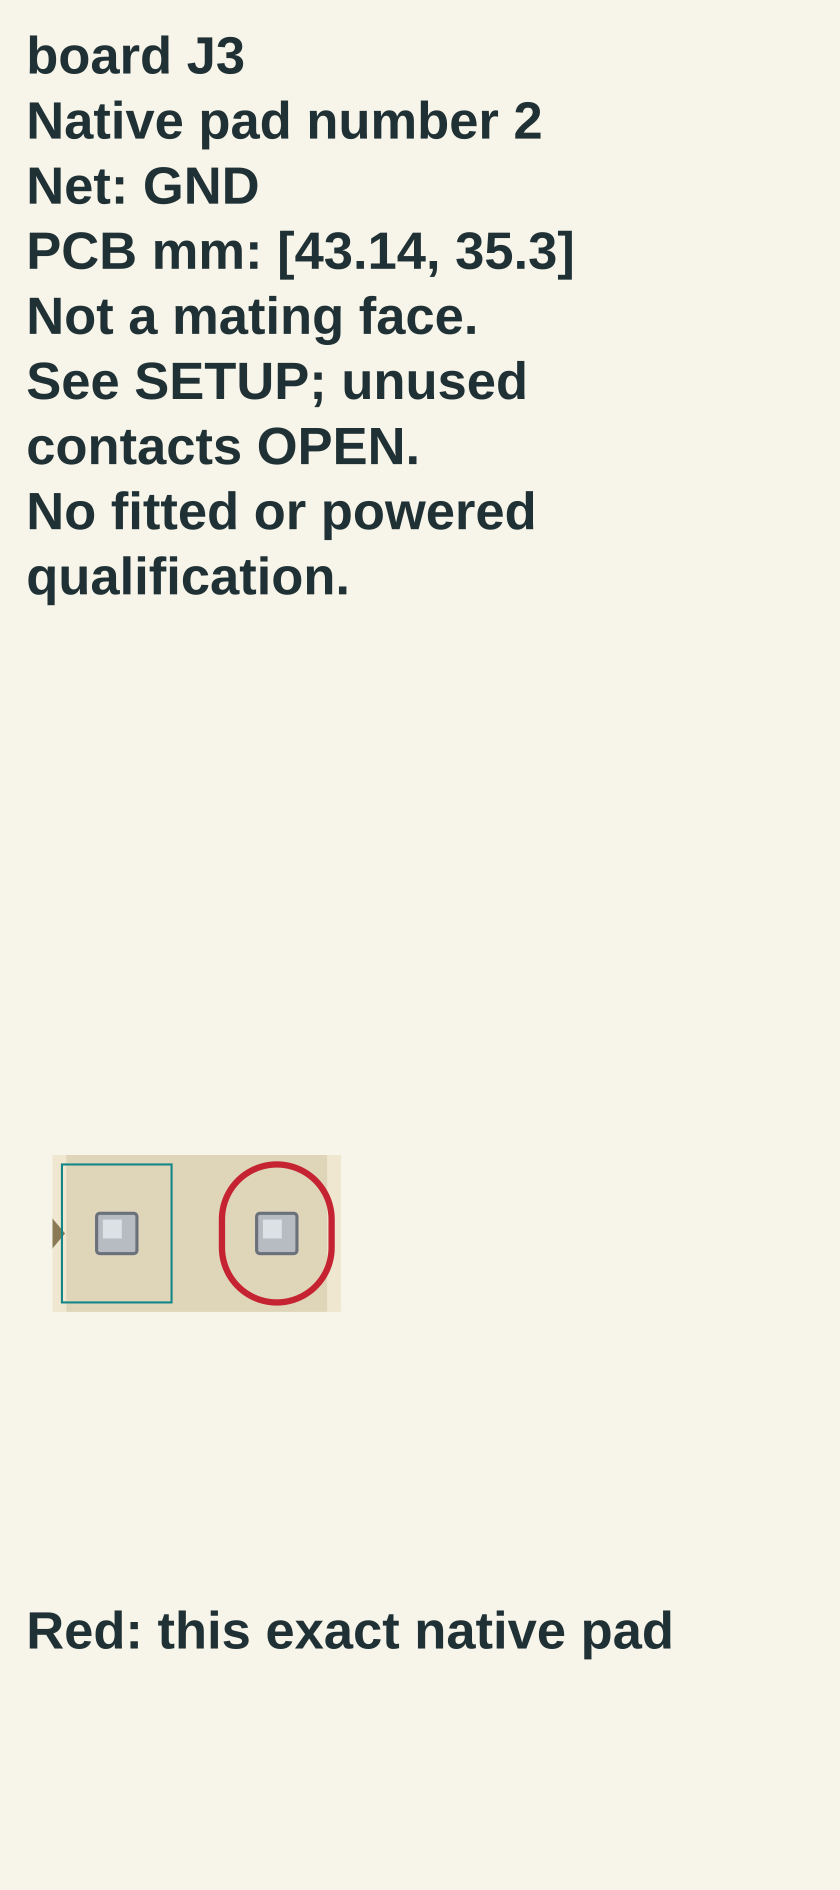 board J3
Native pad number 2
Net: GND
PCB mm: [43.14, 35.3]
Not a mating face.
See SETUP; unused
contacts OPEN.
No fitted or powered
qualification.
Red: this exact native pad